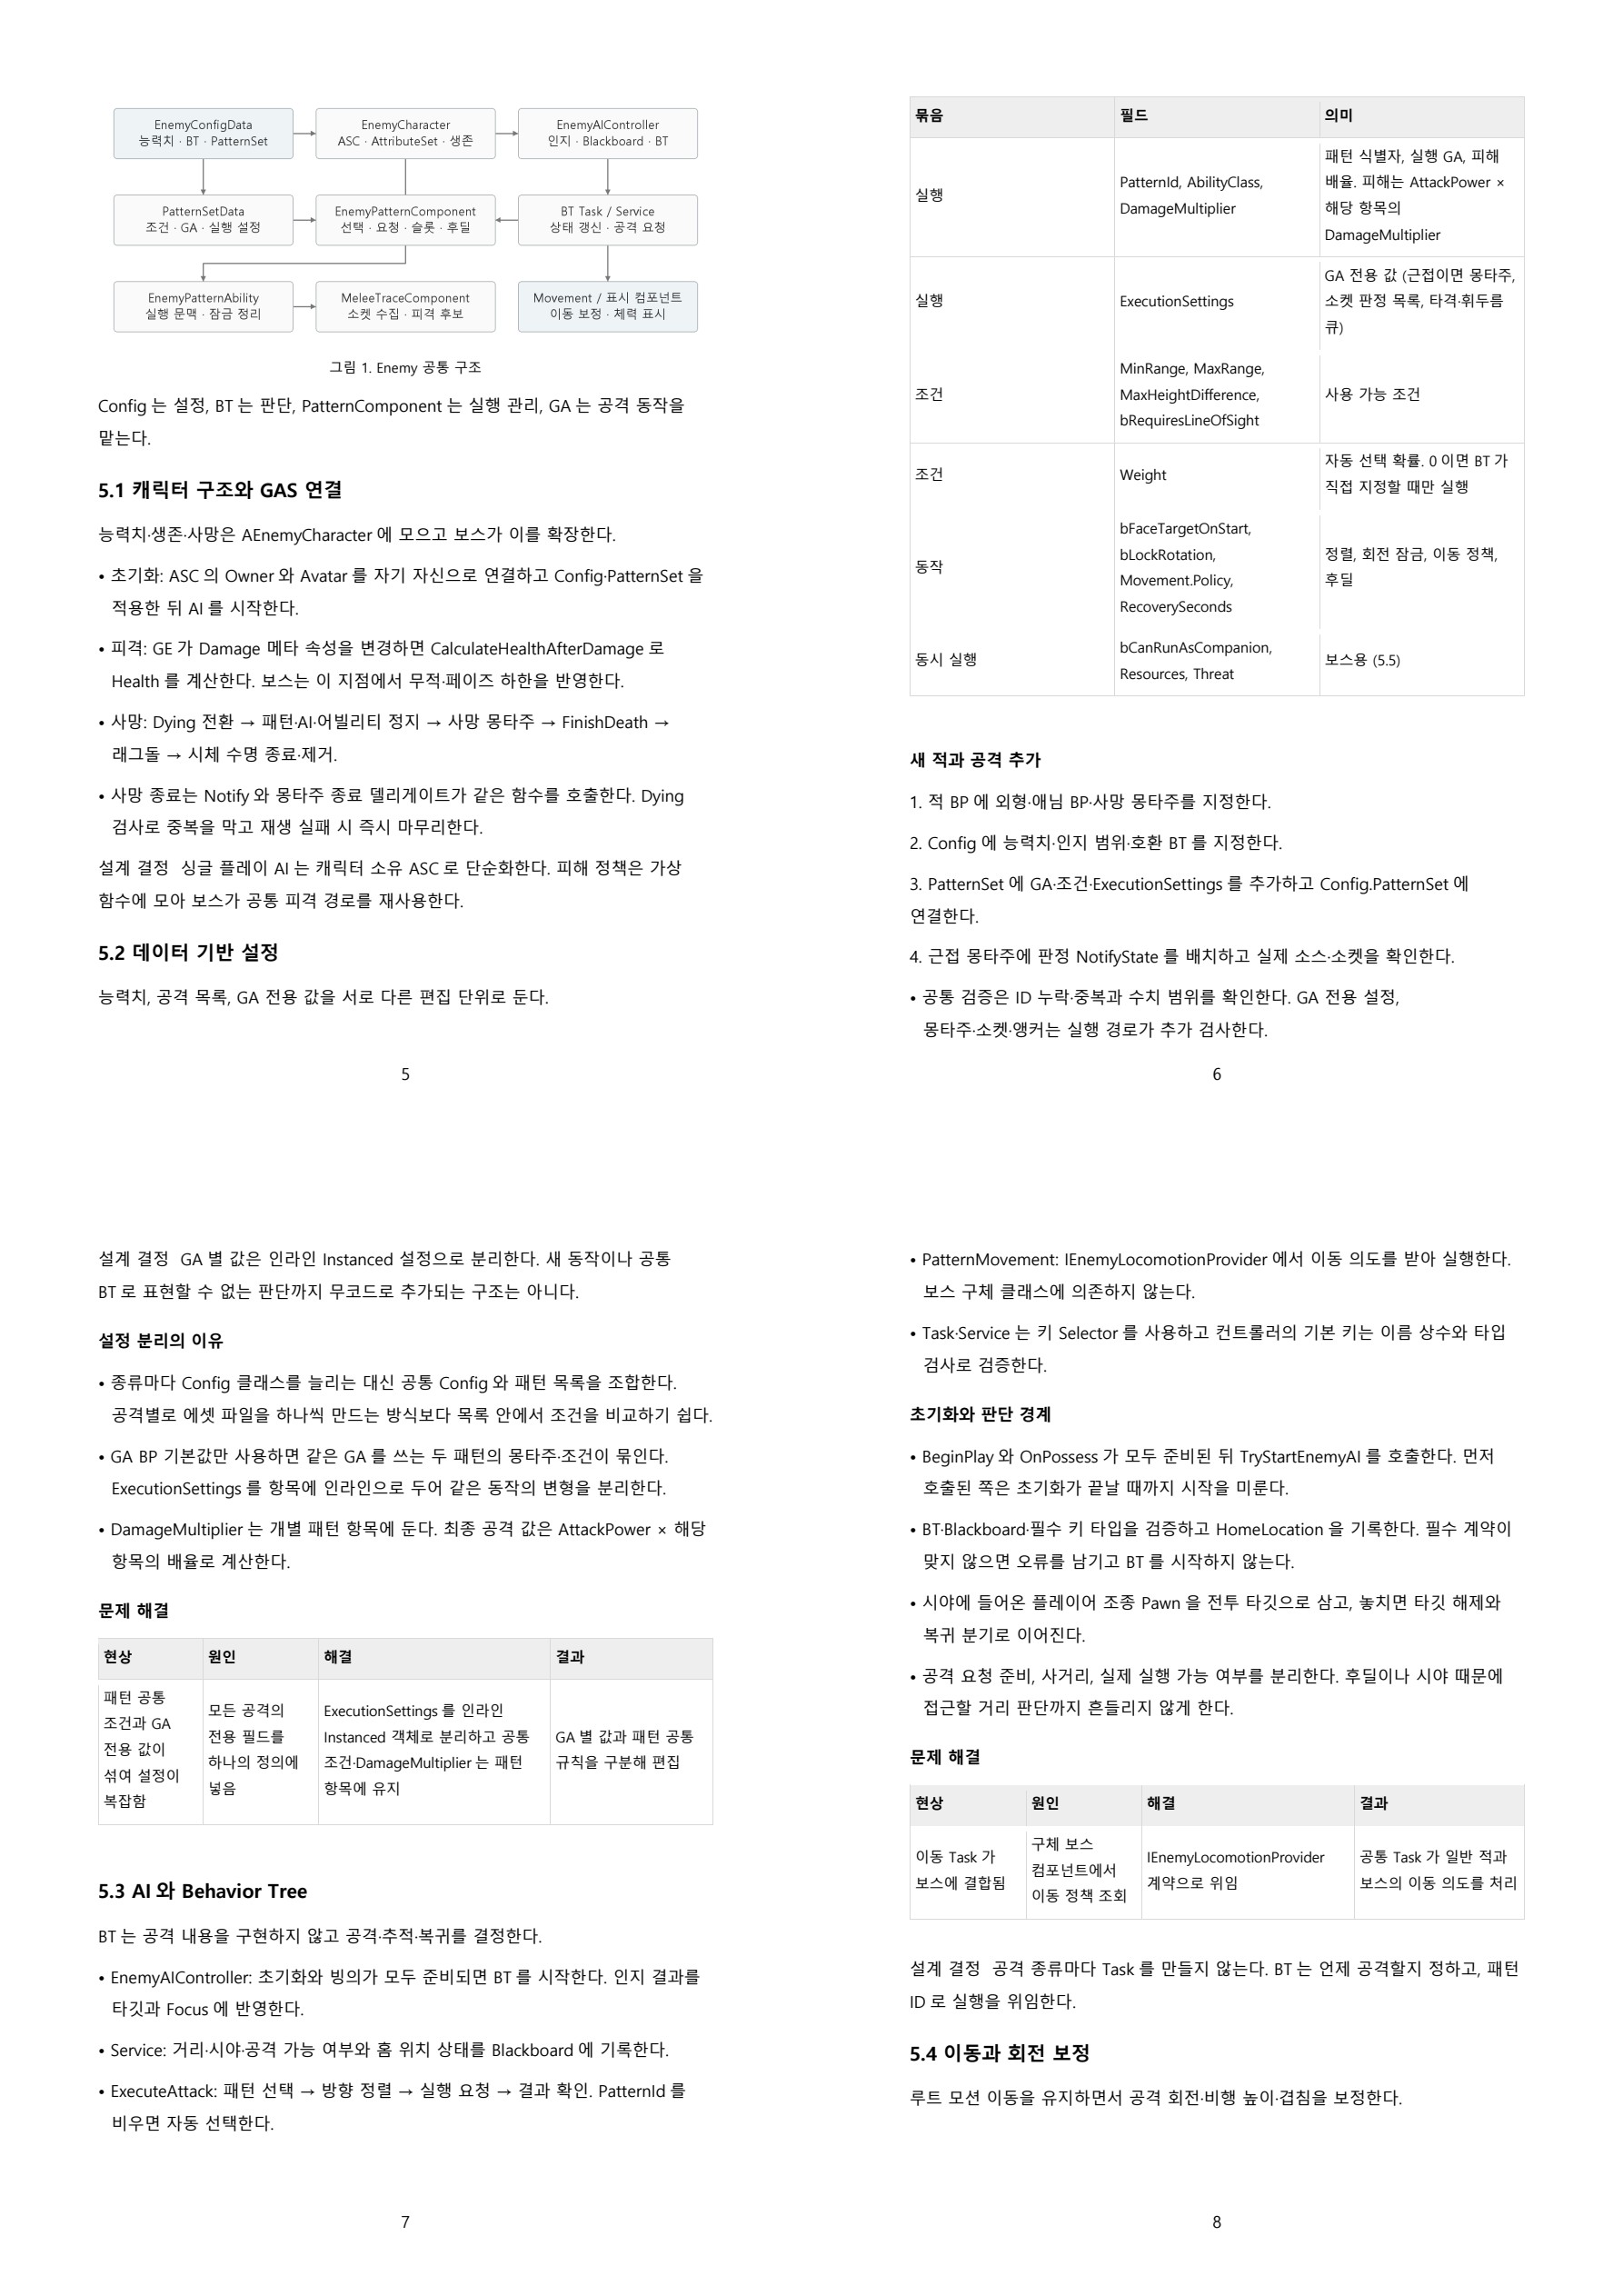 EnemyConfigData
능력치 · BT · PatternSet
EnemyCharacter
ASC · AttributeSet · 생존
EnemyAIController
인지 · Blackboard · BT
PatternSetData
조건 · GA · 실행 설정
EnemyPatternComponent
선택 · 요청 · 슬롯 · 후딜
BT Task / Service
상태 갱신 · 공격 요청
EnemyPatternAbility
실행 문맥 · 잠금 정리
MeleeTraceComponent
소켓 수집 · 피격 후보
Movement / 표시 컴포넌트
이동 보정 · 체력 표시
그림 1. Enemy 공통 구조
Config 는 설정, BT 는 판단, PatternComponent 는 실행 관리, GA 는 공격 동작을
맡는다.
5.1 캐릭터 구조와 GAS 연결
능력치·생존·사망은 AEnemyCharacter 에 모으고 보스가 이를 확장한다.
• 초기화: ASC 의 Owner 와 Avatar 를 자기 자신으로 연결하고 Config·PatternSet 을
적용한 뒤 AI 를 시작한다.
• 피격: GE 가 Damage 메타 속성을 변경하면 CalculateHealthAfterDamage 로
Health 를 계산한다. 보스는 이 지점에서 무적·페이즈 하한을 반영한다.
• 사망: Dying 전환 → 패턴·AI·어빌리티 정지 → 사망 몽타주 → FinishDeath →
래그돌 → 시체 수명 종료·제거.
• 사망 종료는 Notify 와 몽타주 종료 델리게이트가 같은 함수를 호출한다. Dying
검사로 중복을 막고 재생 실패 시 즉시 마무리한다.
설계 결정  싱글 플레이 AI 는 캐릭터 소유 ASC 로 단순화한다. 피해 정책은 가상
함수에 모아 보스가 공통 피격 경로를 재사용한다.
5.2 데이터 기반 설정
능력치, 공격 목록, GA 전용 값을 서로 다른 편집 단위로 둔다.
5
묶음
필드
의미
실행
PatternId, AbilityClass,
DamageMultiplier
패턴 식별자, 실행 GA, 피해
배율. 피해는 AttackPower ×
해당 항목의
DamageMultiplier
실행
ExecutionSettings
GA 전용 값 (근접이면 몽타주,
소켓 판정 목록, 타격·휘두름
큐)
조건
MinRange, MaxRange,
MaxHeightDifference,
bRequiresLineOfSight
사용 가능 조건
조건
Weight
자동 선택 확률. 0 이면 BT 가
직접 지정할 때만 실행
동작
bFaceTargetOnStart,
bLockRotation,
Movement.Policy,
RecoverySeconds
정렬, 회전 잠금, 이동 정책,
후딜
동시 실행
bCanRunAsCompanion,
Resources, Threat
보스용 (5.5)
새 적과 공격 추가
1. 적 BP 에 외형·애님 BP·사망 몽타주를 지정한다.
2. Config 에 능력치·인지 범위·호환 BT 를 지정한다.
3. PatternSet 에 GA·조건·ExecutionSettings 를 추가하고 Config.PatternSet 에
연결한다.
4. 근접 몽타주에 판정 NotifyState 를 배치하고 실제 소스·소켓을 확인한다.
• 공통 검증은 ID 누락·중복과 수치 범위를 확인한다. GA 전용 설정,
몽타주·소켓·앵커는 실행 경로가 추가 검사한다.
6
설계 결정  GA 별 값은 인라인 Instanced 설정으로 분리한다. 새 동작이나 공통
BT 로 표현할 수 없는 판단까지 무코드로 추가되는 구조는 아니다.
설정 분리의 이유
• 종류마다 Config 클래스를 늘리는 대신 공통 Config 와 패턴 목록을 조합한다.
공격별로 에셋 파일을 하나씩 만드는 방식보다 목록 안에서 조건을 비교하기 쉽다.
• GA BP 기본값만 사용하면 같은 GA 를 쓰는 두 패턴의 몽타주·조건이 묶인다.
ExecutionSettings 를 항목에 인라인으로 두어 같은 동작의 변형을 분리한다.
• DamageMultiplier 는 개별 패턴 항목에 둔다. 최종 공격 값은 AttackPower × 해당
항목의 배율로 계산한다.
문제 해결
현상
원인
해결
결과
패턴 공통
조건과 GA
전용 값이
섞여 설정이
복잡함
모든 공격의
전용 필드를
하나의 정의에
넣음
ExecutionSettings 를 인라인
Instanced 객체로 분리하고 공통
조건·DamageMultiplier 는 패턴
항목에 유지
GA 별 값과 패턴 공통
규칙을 구분해 편집
5.3 AI 와 Behavior Tree
BT 는 공격 내용을 구현하지 않고 공격·추적·복귀를 결정한다.
• EnemyAIController: 초기화와 빙의가 모두 준비되면 BT 를 시작한다. 인지 결과를
타깃과 Focus 에 반영한다.
• Service: 거리·시야·공격 가능 여부와 홈 위치 상태를 Blackboard 에 기록한다.
• ExecuteAttack: 패턴 선택 → 방향 정렬 → 실행 요청 → 결과 확인. PatternId 를
비우면 자동 선택한다.
7
• PatternMovement: IEnemyLocomotionProvider 에서 이동 의도를 받아 실행한다.
보스 구체 클래스에 의존하지 않는다.
• Task·Service 는 키 Selector 를 사용하고 컨트롤러의 기본 키는 이름 상수와 타입
검사로 검증한다.
초기화와 판단 경계
• BeginPlay 와 OnPossess 가 모두 준비된 뒤 TryStartEnemyAI 를 호출한다. 먼저
호출된 쪽은 초기화가 끝날 때까지 시작을 미룬다.
• BT·Blackboard·필수 키 타입을 검증하고 HomeLocation 을 기록한다. 필수 계약이
맞지 않으면 오류를 남기고 BT 를 시작하지 않는다.
• 시야에 들어온 플레이어 조종 Pawn 을 전투 타깃으로 삼고, 놓치면 타깃 해제와
복귀 분기로 이어진다.
• 공격 요청 준비, 사거리, 실제 실행 가능 여부를 분리한다. 후딜이나 시야 때문에
접근할 거리 판단까지 흔들리지 않게 한다.
문제 해결
현상
원인
해결
결과
이동 Task 가
보스에 결합됨
구체 보스
컴포넌트에서
이동 정책 조회
IEnemyLocomotionProvider
계약으로 위임
공통 Task 가 일반 적과
보스의 이동 의도를 처리
설계 결정  공격 종류마다 Task 를 만들지 않는다. BT 는 언제 공격할지 정하고, 패턴
ID 로 실행을 위임한다.
5.4 이동과 회전 보정
루트 모션 이동을 유지하면서 공격 회전·비행 높이·겹침을 보정한다.
8